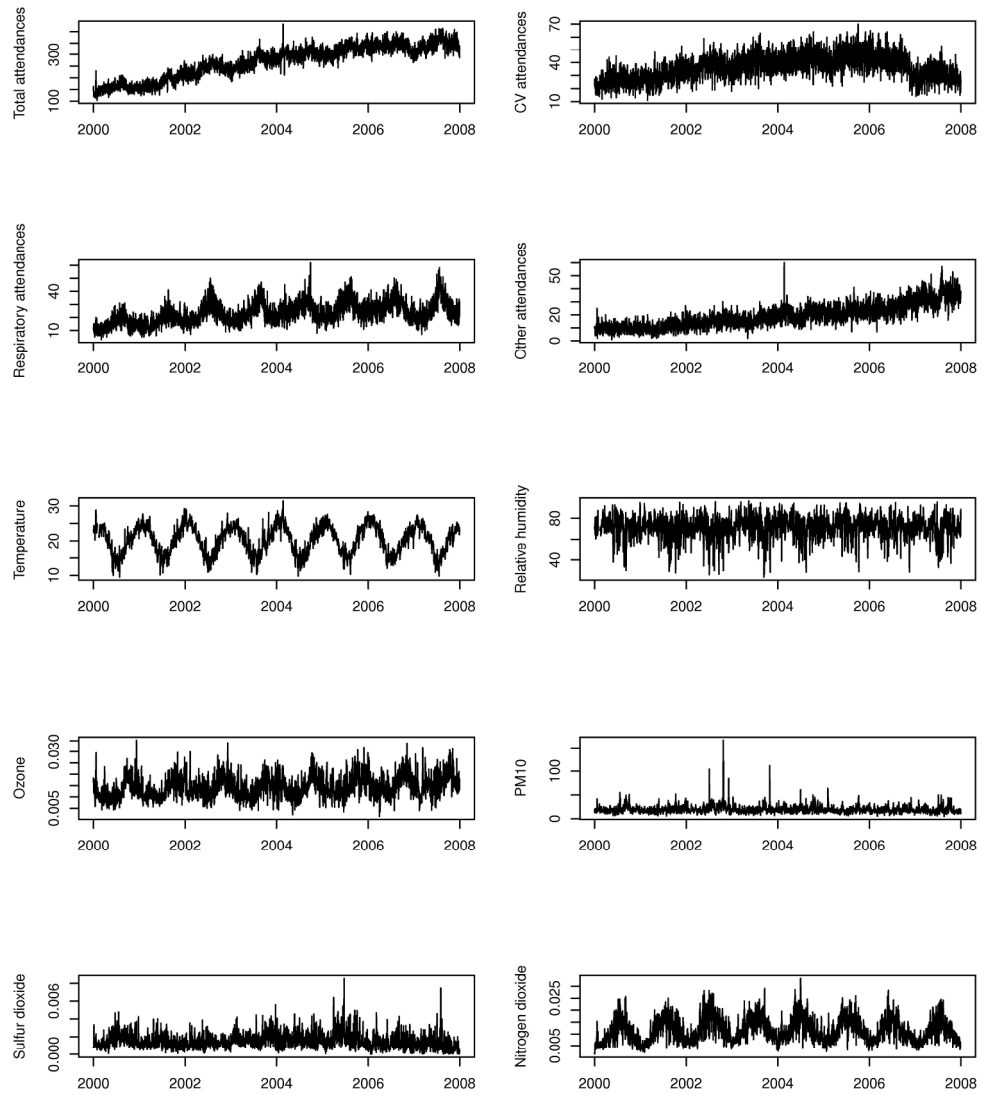 Total attendances
300
100
2000 2002 2004 2006 2008
CV attendances
70
40
10
2000 2002 2004 2006 2008
Respiratory attendances
40
10
2000 2002 2004 2006 2008
Other attendances
50
20
0
2000 2002 2004 2006 2008
Temperature
30
20
10
2000 2002 2004 2006 2008
Relative humidity
80
40
2000 2002 2004 2006 2008
Ozone
0.030
0.005
2000 2002 2004 2006 2008
PM10
100
0
2000 2002 2004 2006 2008
Sulfur dioxide
0.006
0.000
2000 2002 2004 2006 2008
Nitrogen dioxide
0.025
0.005
2000 2002 2004 2006 2008